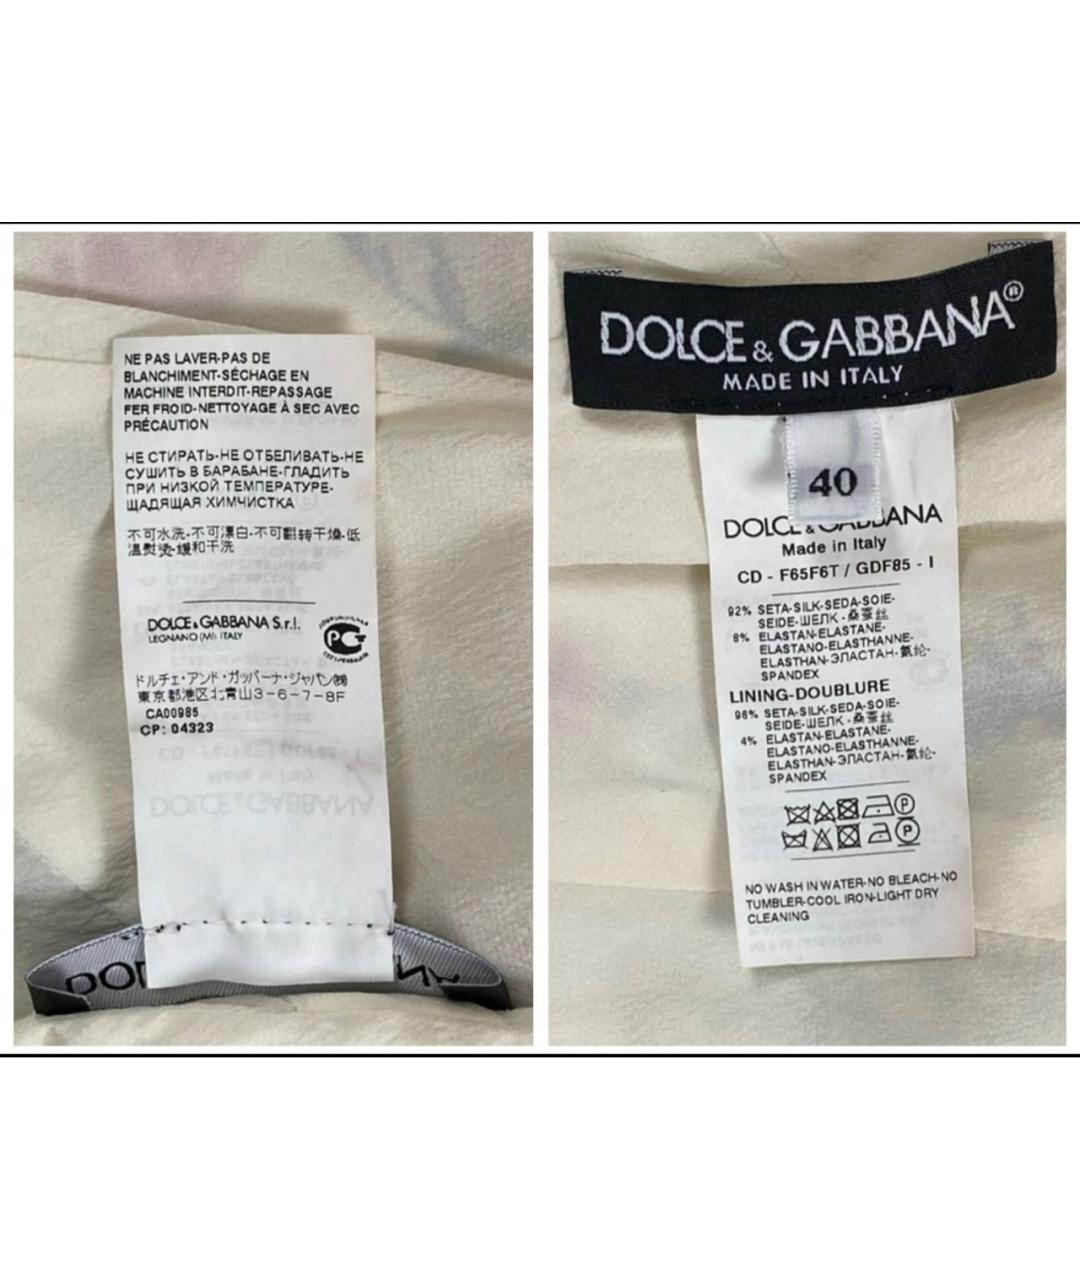 NE PAS LAVER-PAS DE
BLANCHIMENT-SÉCHAGE EN
MACHINE INTERDIT-REPASSAGE
FER FROID-NETTOYAGE À SEC AVEC
PRÉCAUTION
НЕ СТИРАТЬ-НЕ ОТБЕЛИВАТЬ-НЕ
СУШИТЬ В БАРАБАНЕ-ГЛАДИТЬ
ПРИ НИЗКОЙ ТЕМПЕРАТУРЕ-
ЩАДЯЩАЯ ХИМЧИСТКА
不可水洗-不可漂白-不可翻转干燥-低
温熨烫-缓和干洗
DOLCE & GABBANA S.r.l.
LEGNANO (MI) ITALY
ドルチェ・アンド・ガッバーナ・ジャパン㈱
東京都港区北青山3-6-7-8F
CA00985
CP: 04323
DOLCE & GABBANA®
MADE IN ITALY
40
DOLCE & GABBANA
Made in Italy
CD - F65F6T / GDF85 - I
92% SETA-SILK-SEDA-SOIE-
SEIDE-ШЕЛК-桑蚕丝
8% ELASTAN-ELASTANE-
ELASTANO-ELASTHANNE-
ELASTHAN-ЭЛАСТАН-氨纶-
SPANDEX
LINING-DOUBLURE
96% SETA-SILK-SEDA-SOIE-
SEIDE-ШЕЛК-桑蚕丝
4% ELASTAN-ELASTANE-
ELASTANO-ELASTHANNE-
ELASTHAN-ЭЛАСТАН-氨纶-
SPANDEX
NO WASH IN WATER-NO BLEACH-NO
TUMBLER-COOL IRON-LIGHT DRY
CLEANING